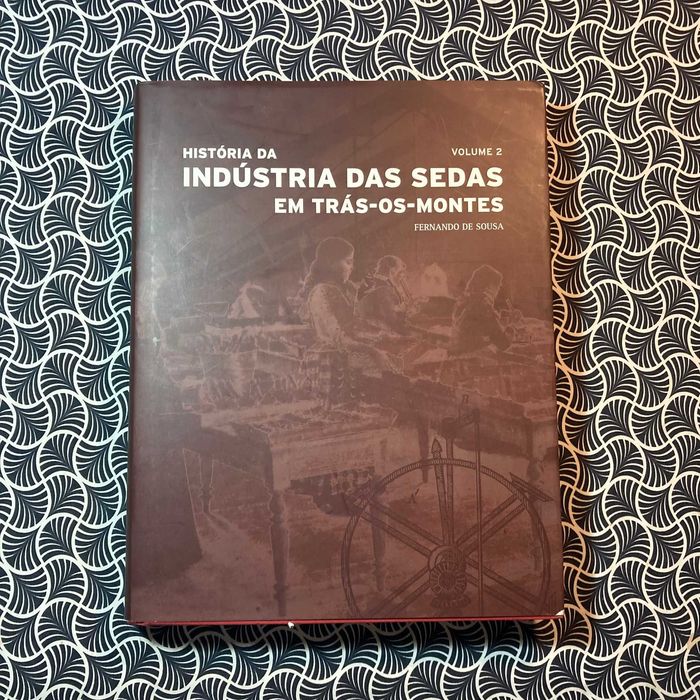 HISTÓRIA DA
VOLUME 2
INDÚSTRIA DAS SEDAS
EM TRÁS-OS-MONTES
FERNANDO DE SOUSA